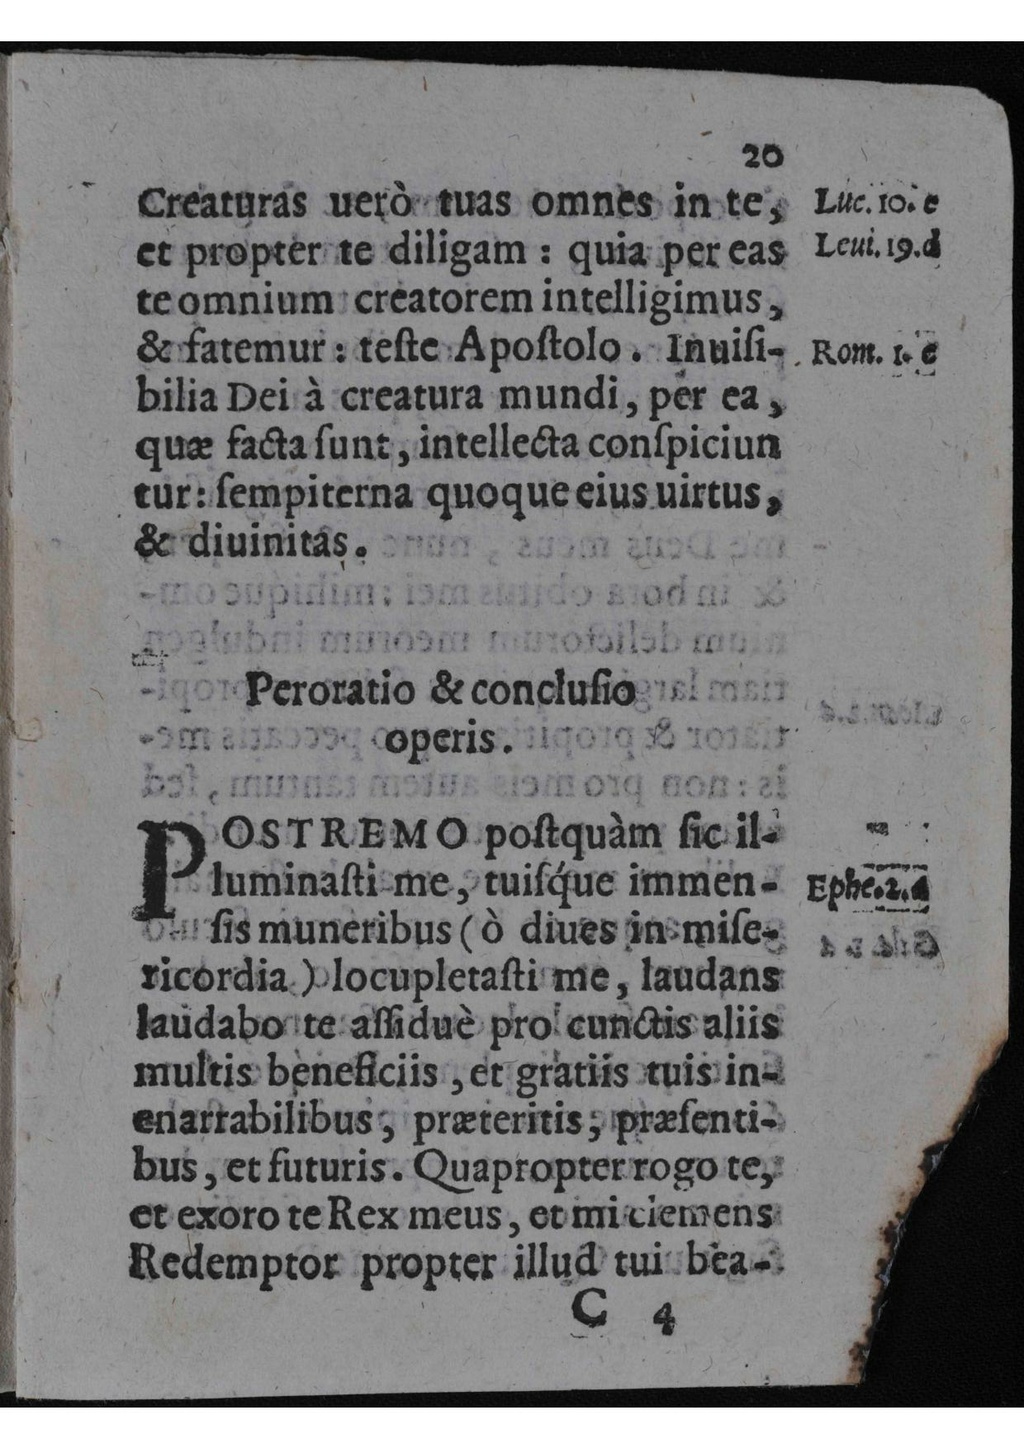 20
Creaturas uerò tuas omnes in te,
et propter te diligam : quia per eas
te omnium creatorem intelligimus,
& fatemur : teſte Apoſtolo. Inuiſi-
bilia Dei à creatura mundi, per ea,
quæ facta ſunt, intellecta conſpiciun
tur : ſempiterna quoque eius uirtus,
& diuinitas.
Luc. 10. e
Leui. 19. d
Rom. 1. c
Peroratio & concluſio
operis.
POSTREMO poſtquàm ſic il-
luminaſti me, tuiſq́ue immen-
ſis muneribus ( ò diues in miſe-
ricordia ) locupletaſti me, laudans
laudabo te aſſiduè pro cunctis aliis
multis beneficiis, et gratiis tuis in-
enarrabilibus, præteritis, præſenti-
bus, et futuris. Quapropter rogo te,
et exoro te Rex meus, et mi clemens
Redemptor propter illud tui bea-
Ephe. 2. d
C 4